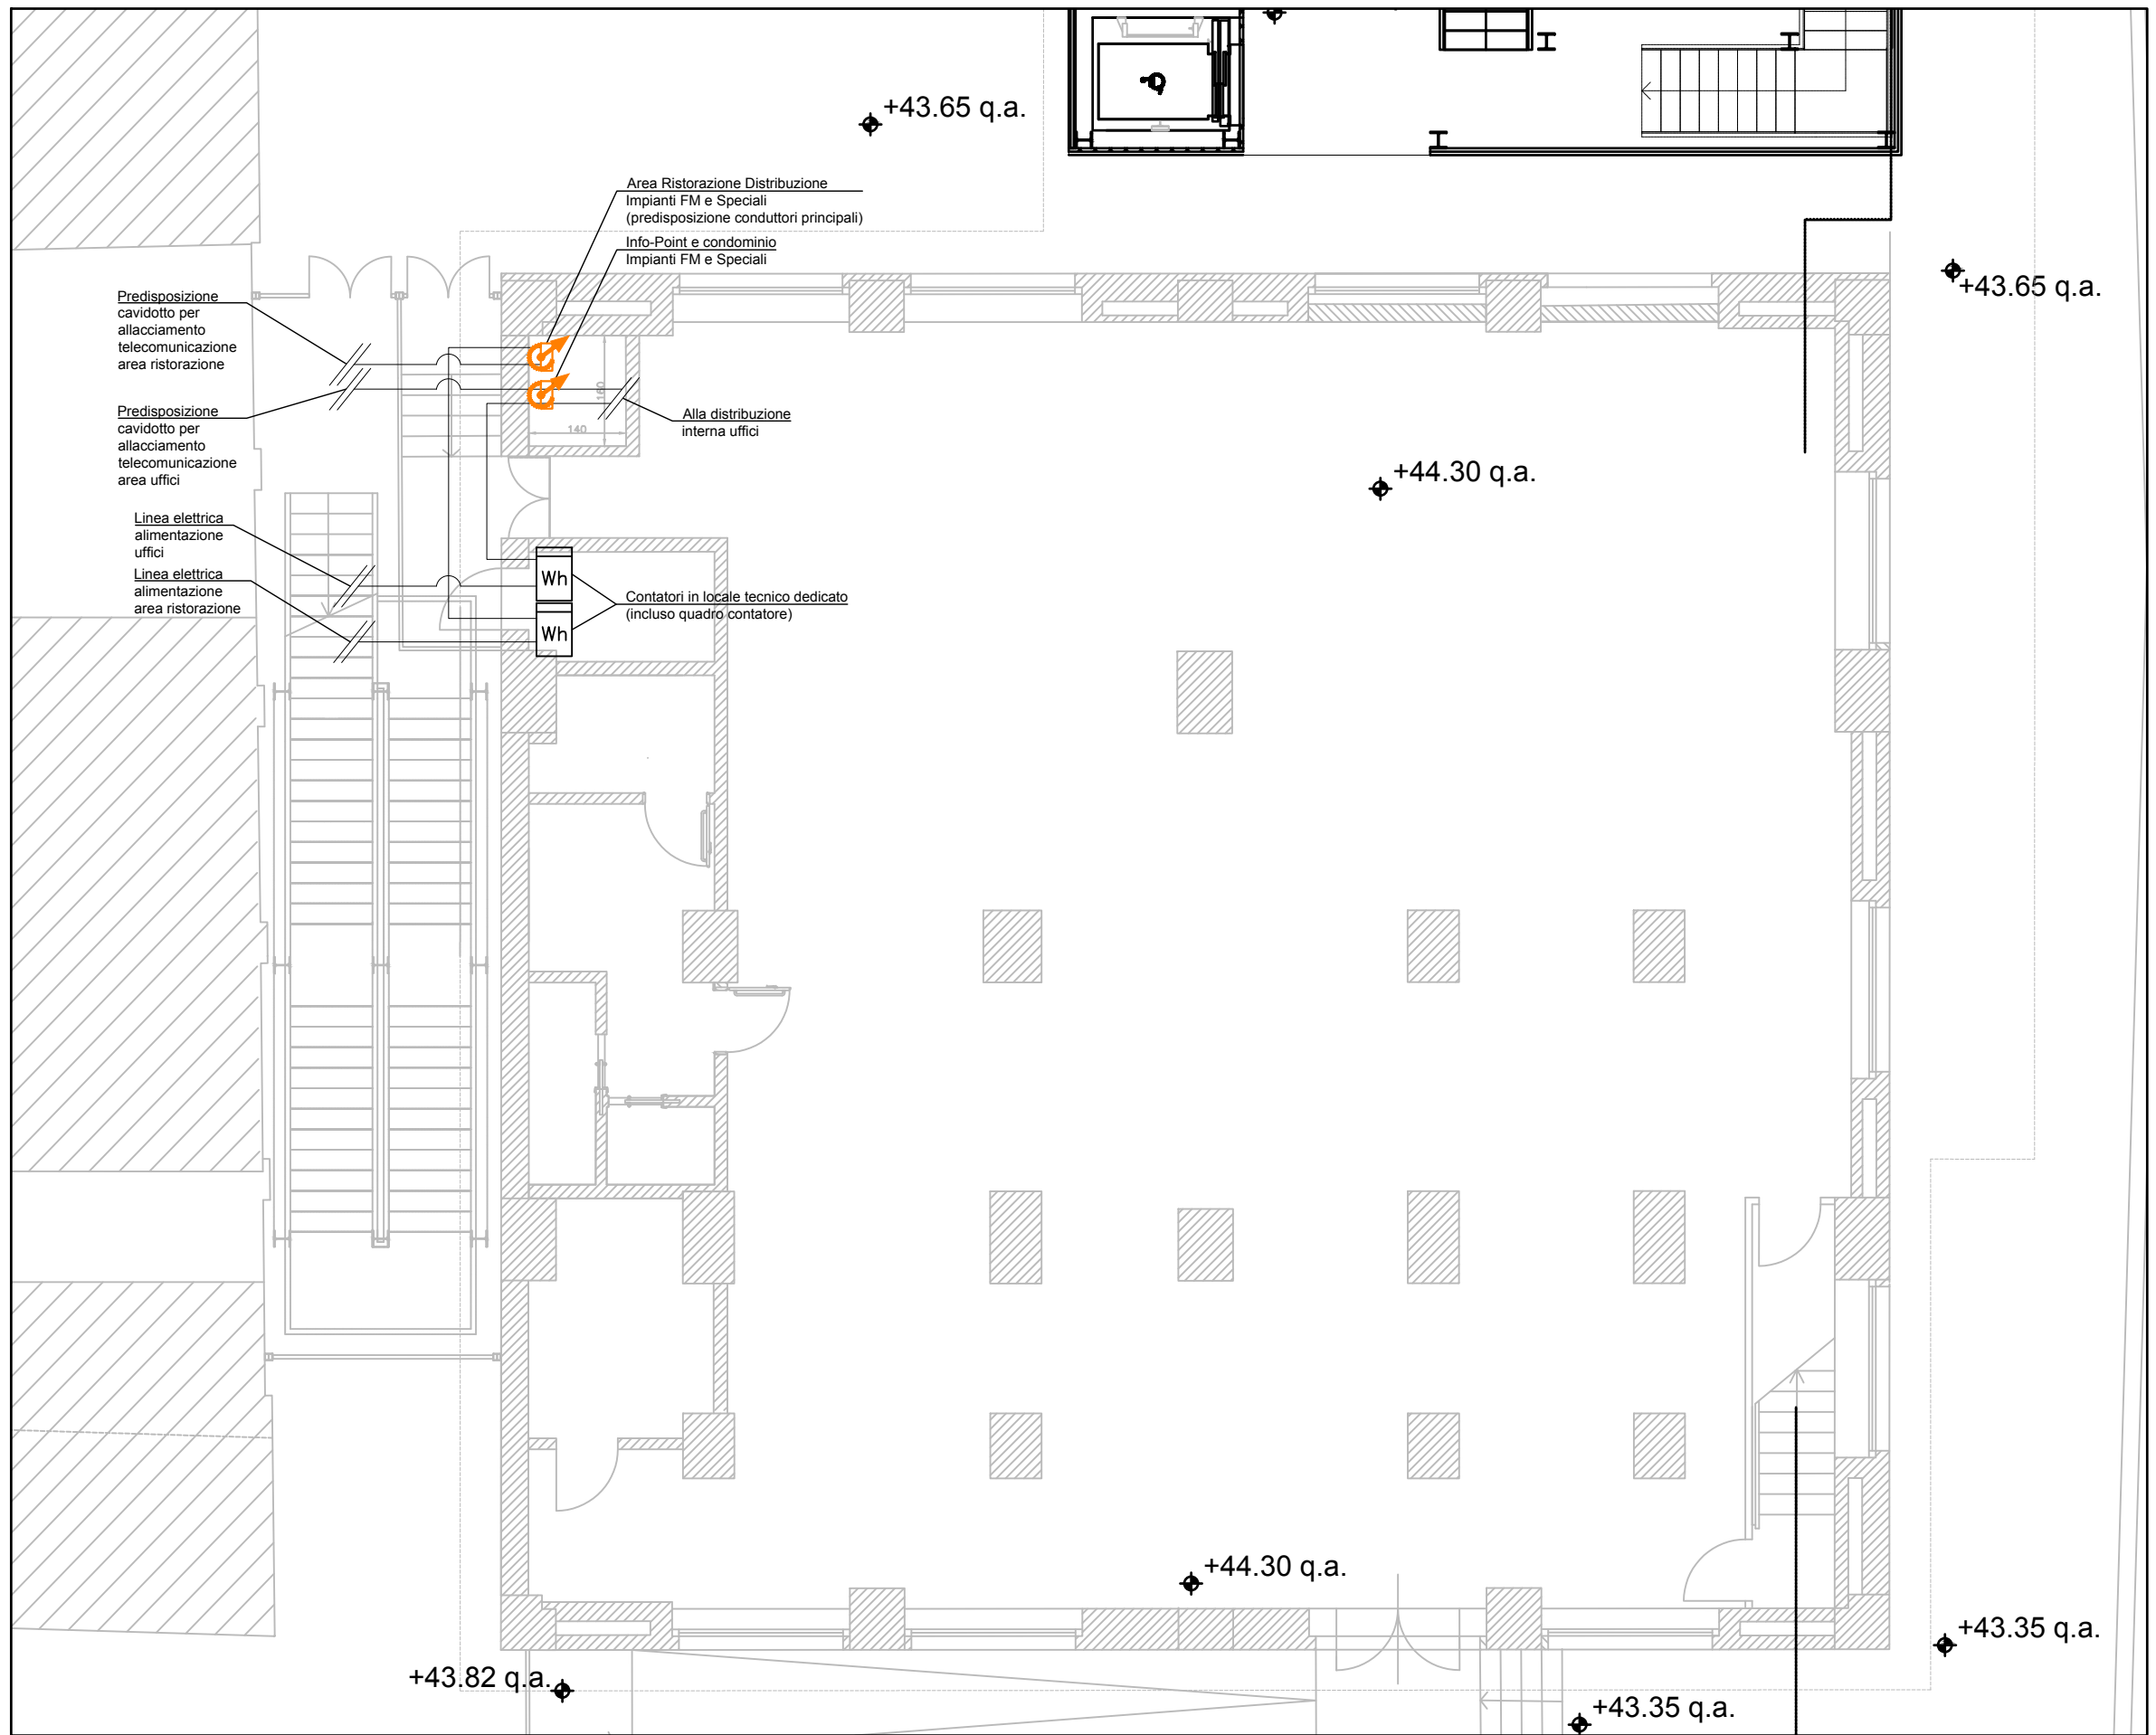 +43.65 q.a.
Area Ristorazione Distribuzione
Impianti FM e Speciali
(predisposizione conduttori principali)
Info-Point e condominio
Impianti FM e Speciali
+43.65 q.a.
Predisposizione
cavidotto per
allacciamento
telecomunicazione
area ristorazione
Predisposizione
cavidotto per
allacciamento
telecomunicazione
area uffici
160
140
Alla distribuzione
interna uffici
+44.30 q.a.
Linea elettrica
alimentazione
uffici
Linea elettrica
alimentazione
area ristorazione
Wh
Wh
Contatori in locale tecnico dedicato
(incluso quadro contatore)
+44.30 q.a.
+43.35 q.a.
+43.82 q.a.
+43.35 q.a.